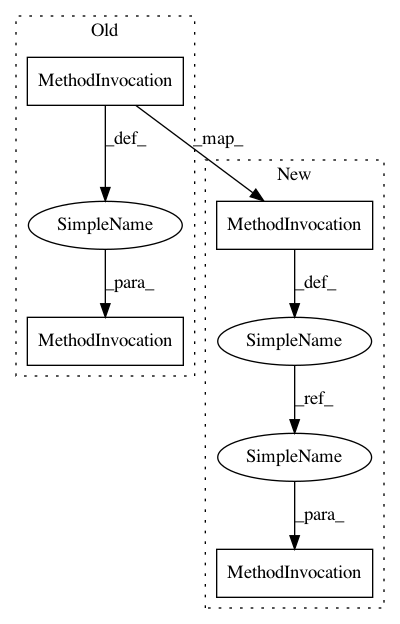 Old
MethodInvocation
_def_
_map_
New
SimpleName
MethodInvocation
_para_
_def_
MethodInvocation
SimpleName
_ref_
SimpleName
_para_
MethodInvocation